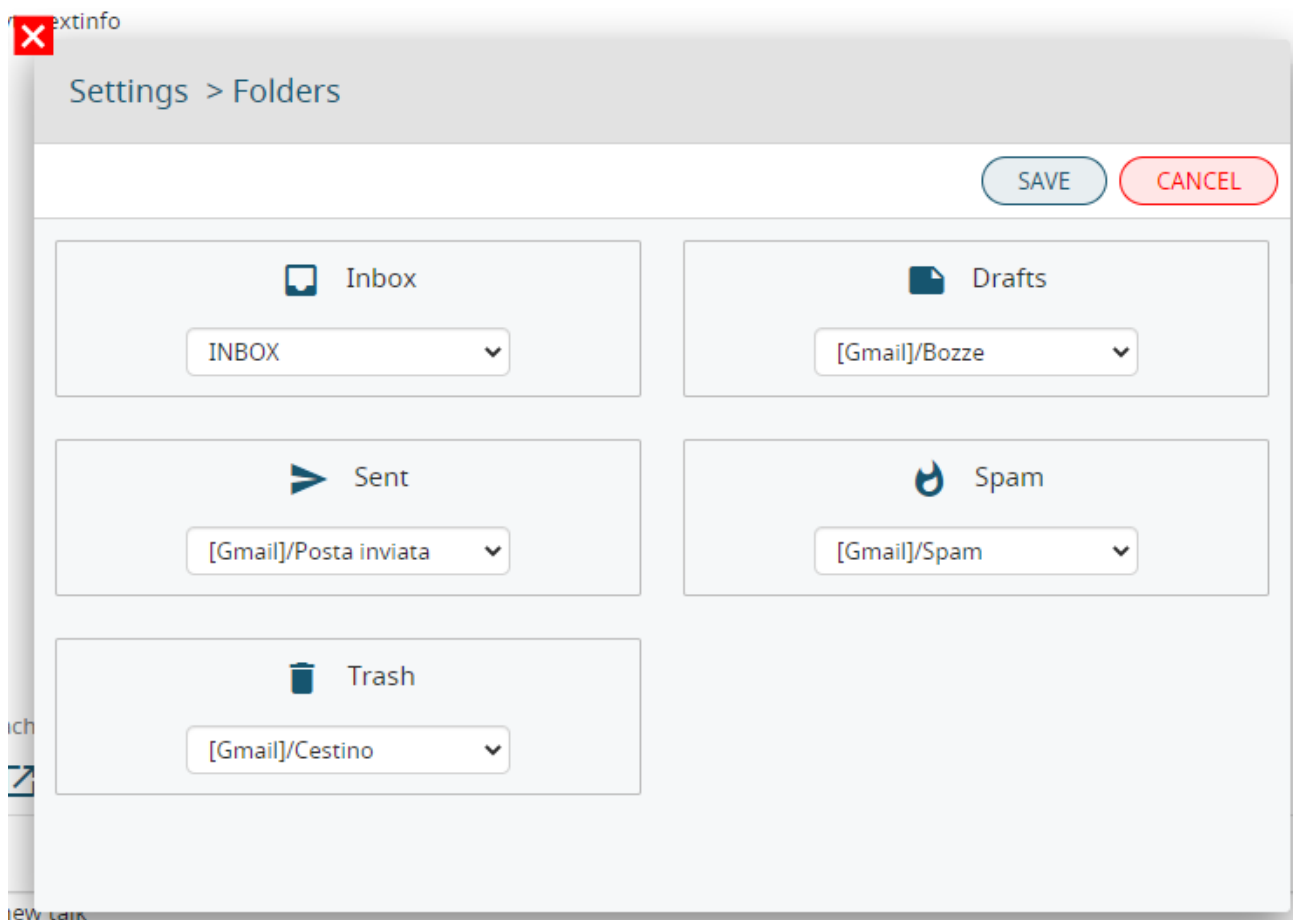 extinfo
Settings > Folders
SAVE
CANCEL
Inbox
INBOX
Drafts
[Gmail]/Bozze
Sent
[Gmail]/Posta inviata
Spam
[Gmail]/Spam
Trash
[Gmail]/Cestino